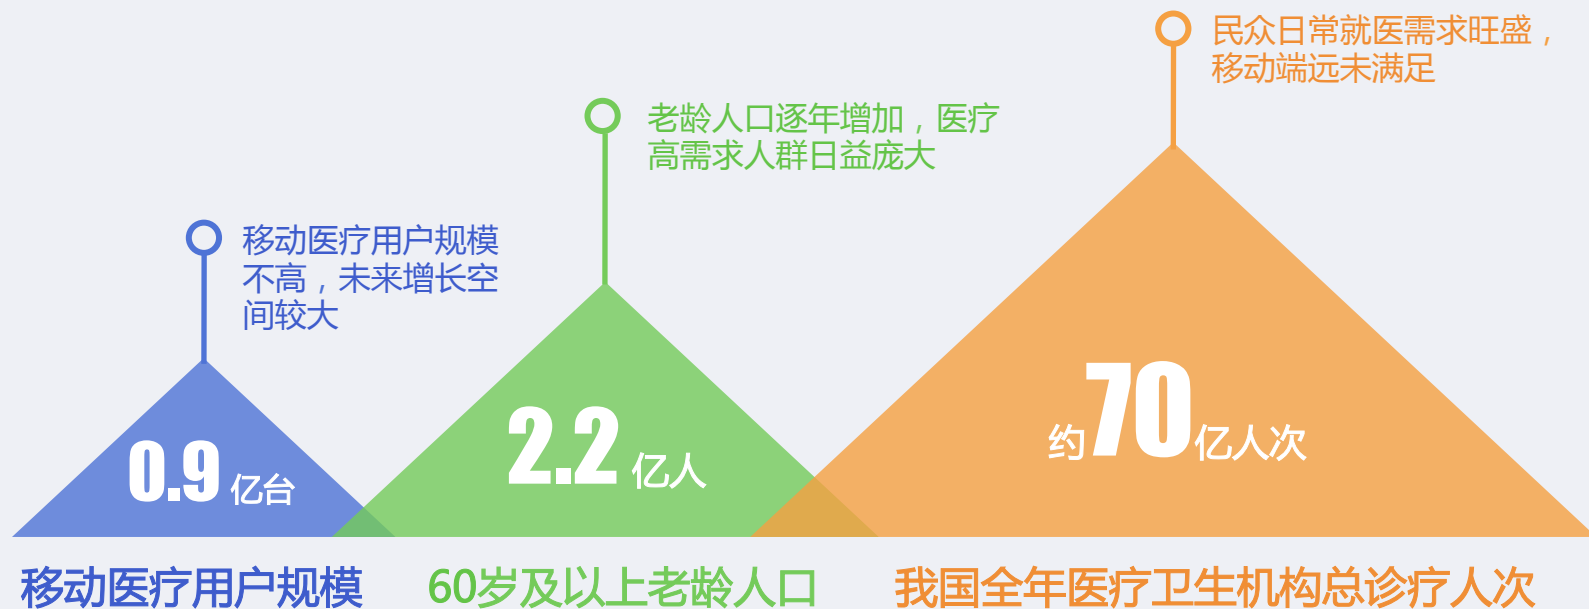 民众日常就医需求旺盛，
移动端远未满足
老龄人口逐年增加，医疗
高需求人群日益庞大
移动医疗用户规模
不高，未来增长空
间较大
0.9 亿台
2.2 亿人
约70亿人次
移动医疗用户规模
60岁及以上老龄人口
我国全年医疗卫生机构总诊疗人次